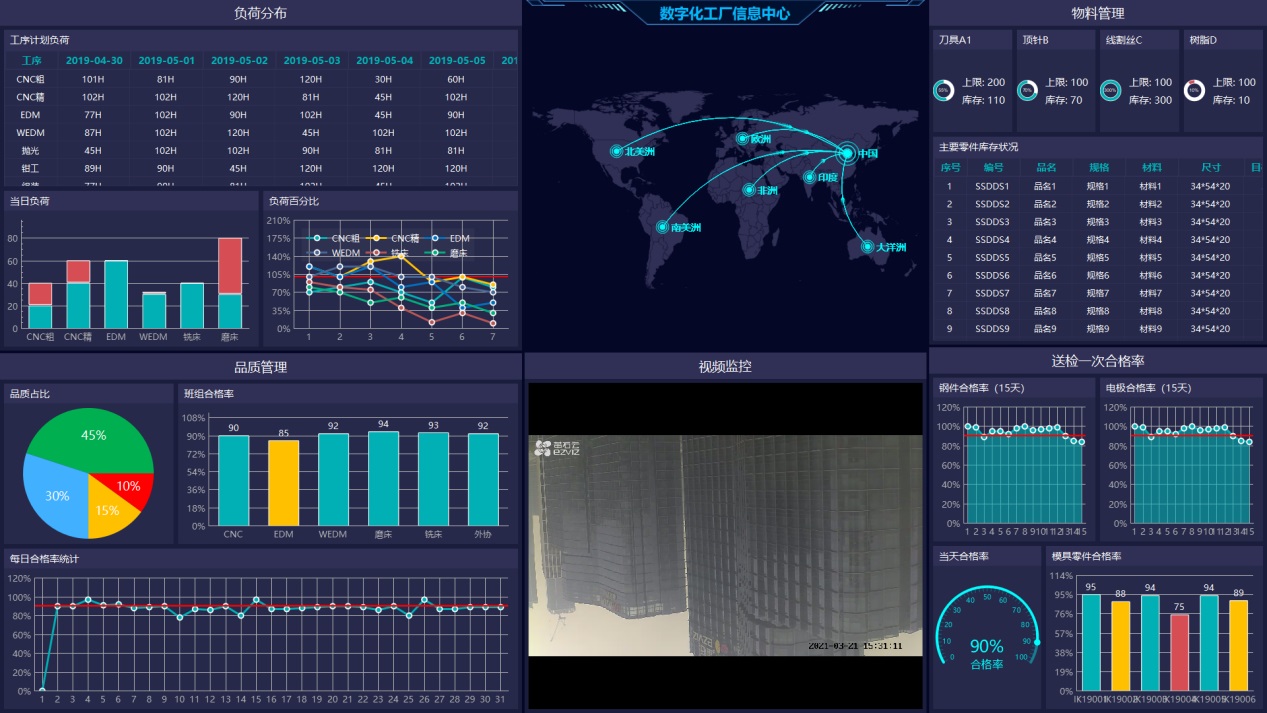 负荷分布
工序计划负荷
工序 2019-04-30 2019-05-01 2019-05-02 2019-05-03 2019-05-04 2019-05-05 201
CNC粗 101H 81H 90H 120H 30H 60H
CNC精 102H 102H 120H 81H 45H 102H
EDM 77H 102H 90H 102H 45H 90H
WEDM 87H 102H 120H 45H 102H 102H
抛光 45H 102H 102H 90H 81H 81H
钳工 89H 90H 45H 120H 120H 120H
当日负荷
80
60
40
20
0
CNC粗 CNC精 EDM WEDM 铣床 磨床
负荷百分比
210%
175%
140%
105%
70%
35%
0%
CNC粗 CNC精 EDM
WEDM 铣床 磨床
1 2 3 4 5 6 7
数字化工厂信息中心
北美洲
欧洲
中国
印度
非洲
南美洲
大洋洲
物料管理
刀具A1 顶针B 线割丝C 树脂D
55% 上限: 200 70% 上限: 100 300% 上限: 100 10% 上限: 100
库存: 110 库存: 70 库存: 300 库存: 10
主要零件库存状况
序号 编号 品名 规格 材料 尺寸
1 SSDDS1 品名1 规格1 材料1 34*54*20
2 SSDDS2 品名2 规格2 材料2 34*54*20
3 SSDDS3 品名3 规格3 材料3 34*54*20
4 SSDDS4 品名4 规格4 材料4 34*54*20
5 SSDDS5 品名5 规格5 材料5 34*54*20
6 SSDDS6 品名6 规格6 材料6 34*54*20
7 SSDDS7 品名7 规格7 材料7 34*54*20
8 SSDDS8 品名8 规格8 材料8 34*54*20
9 SSDDS9 品名9 规格9 材料9 34*54*20
品质管理
品质占比
45%
10%
30%
15%
班组合格率
108%
90%
72%
54%
36%
18%
0%
90 85 92 94 93 92
CNC EDM WEDM 磨床 铣床 外协
每日合格率统计
120%
100%
80%
60%
40%
20%
0%
1 2 3 4 5 6 7 8 9 10 11 12 13 14 15 16 17 18 19 20 21 22 23 24 25 26 27 28 29 30 31
视频监控
萤石云
ezviz
2021-03-21 15:31:11
送检一次合格率
钢件合格率（15天）
120%
100%
80%
60%
40%
20%
0%
1 2 3 4 5 6 7 8 9 10 11 12 13 14 15
电极合格率（15天）
120%
100%
80%
60%
40%
20%
0%
1 2 3 4 5 6 7 8 9 10 11 12 13 14 15
当天合格率
0 10 20 30 40 50 60 70 80 90 100
90%
合格率
模具零件合格率
114%
95%
76%
57%
38%
19%
0%
95 88 94 75 94 89
IK19001 IK19002 IK19003 IK19004 IK19005 IK19006